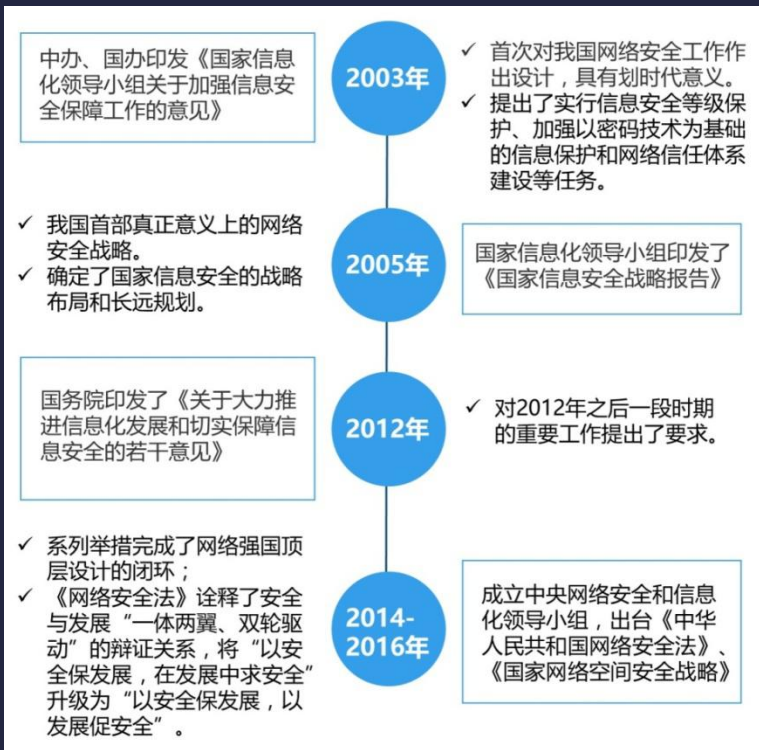 中办、国办印发《国家信息
化领导小组关于加强信息安
全保障工作的意见》
2003年
✓ 首次对我国网络安全工作作
出设计，具有划时代意义。
✓ 提出了实行信息安全等级保
护、加强以密码技术为基础
的信息保护和网络信任体系
建设等任务。
✓ 我国首部真正意义上的网络
安全战略。
✓ 确定了国家信息安全的战略
布局和长远规划。
2005年
国家信息化领导小组印发了
《国家信息安全战略报告》
国务院印发了《关于大力推
进信息化发展和切实保障信
息安全的若干意见》
2012年
✓ 对2012年之后一段时期
的重要工作提出了要求。
✓ 系列举措完成了网络强国顶
层设计的闭环；
✓ 《网络安全法》诠释了安全
与发展“一体两翼、双轮驱
动”的辩证关系，将“以安
全保发展，在发展中求安全”
升级为“以安全保发展，以
发展促安全”。
2014-
2016年
成立中央网络安全和信息
化领导小组，出台《中华
人民共和国网络安全法》、
《国家网络空间安全战略》